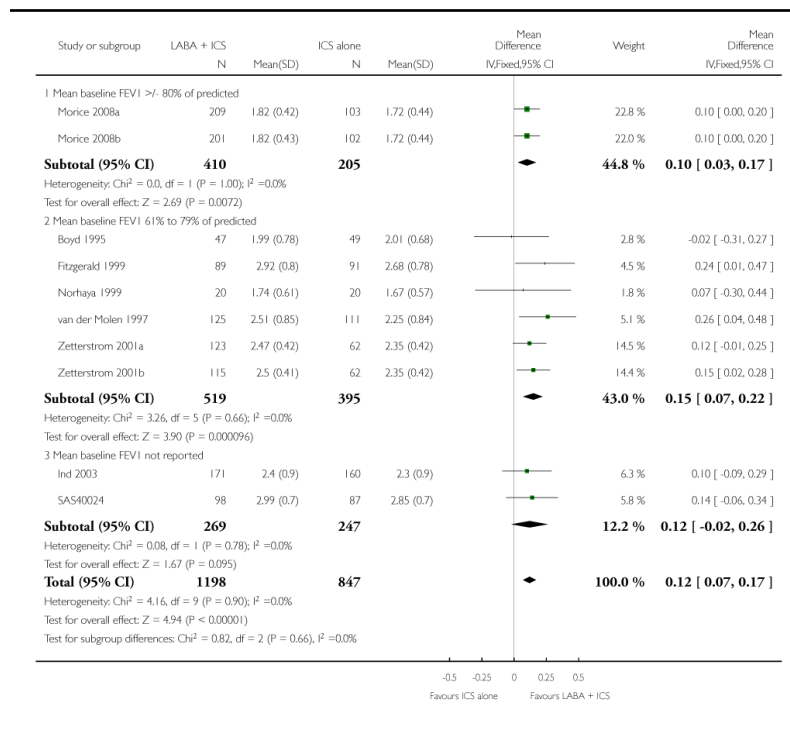 Study or subgroup LABA + ICS ICS alone Mean Difference Weight Mean Difference
N Mean(SD) N Mean(SD) IV,Fixed,95% CI IV,Fixed,95% CI
1 Mean baseline FEV1 >/- 80% of predicted
Morice 2008a 209 1.82 (0.42) 103 1.72 (0.44) 22.8 % 0.10 [ 0.00, 0.20 ]
Morice 2008b 201 1.82 (0.43) 102 1.72 (0.44) 22.0 % 0.10 [ 0.00, 0.20 ]
Subtotal (95% CI) 410 205 44.8 % 0.10 [ 0.03, 0.17 ]
Heterogeneity: Chi² = 0.0, df = 1 (P = 1.00); I² =0.0%
Test for overall effect: Z = 2.69 (P = 0.0072)
2 Mean baseline FEV1 61% to 79% of predicted
Boyd 1995 47 1.99 (0.78) 49 2.01 (0.68) 2.8 % -0.02 [ -0.31, 0.27 ]
Fitzgerald 1999 89 2.92 (0.8) 91 2.68 (0.78) 4.5 % 0.24 [ 0.01, 0.47 ]
Norhaya 1999 20 1.74 (0.61) 20 1.67 (0.57) 1.8 % 0.07 [ -0.30, 0.44 ]
van der Molen 1997 125 2.51 (0.85) 111 2.25 (0.84) 5.1 % 0.26 [ 0.04, 0.48 ]
Zetterstrom 2001a 123 2.47 (0.42) 62 2.35 (0.42) 14.5 % 0.12 [ -0.01, 0.25 ]
Zetterstrom 2001b 115 2.5 (0.41) 62 2.35 (0.42) 14.4 % 0.15 [ 0.02, 0.28 ]
Subtotal (95% CI) 519 395 43.0 % 0.15 [ 0.07, 0.22 ]
Heterogeneity: Chi² = 3.26, df = 5 (P = 0.66); I² =0.0%
Test for overall effect: Z = 3.90 (P = 0.000096)
3 Mean baseline FEV1 not reported
Ind 2003 171 2.4 (0.9) 160 2.3 (0.9) 6.3 % 0.10 [ -0.09, 0.29 ]
SAS40024 98 2.99 (0.7) 87 2.85 (0.7) 5.8 % 0.14 [ -0.06, 0.34 ]
Subtotal (95% CI) 269 247 12.2 % 0.12 [ -0.02, 0.26 ]
Heterogeneity: Chi² = 0.08, df = 1 (P = 0.78); I² =0.0%
Test for overall effect: Z = 1.67 (P = 0.095)
Total (95% CI) 1198 847 100.0 % 0.12 [ 0.07, 0.17 ]
Heterogeneity: Chi² = 4.16, df = 9 (P = 0.90); I² =0.0%
Test for overall effect: Z = 4.94 (P < 0.00001)
Test for subgroup differences: Chi² = 0.82, df = 2 (P = 0.66), I² =0.0%
-0.5 -0.25 0 0.25 0.5
Favours ICS alone Favours LABA + ICS